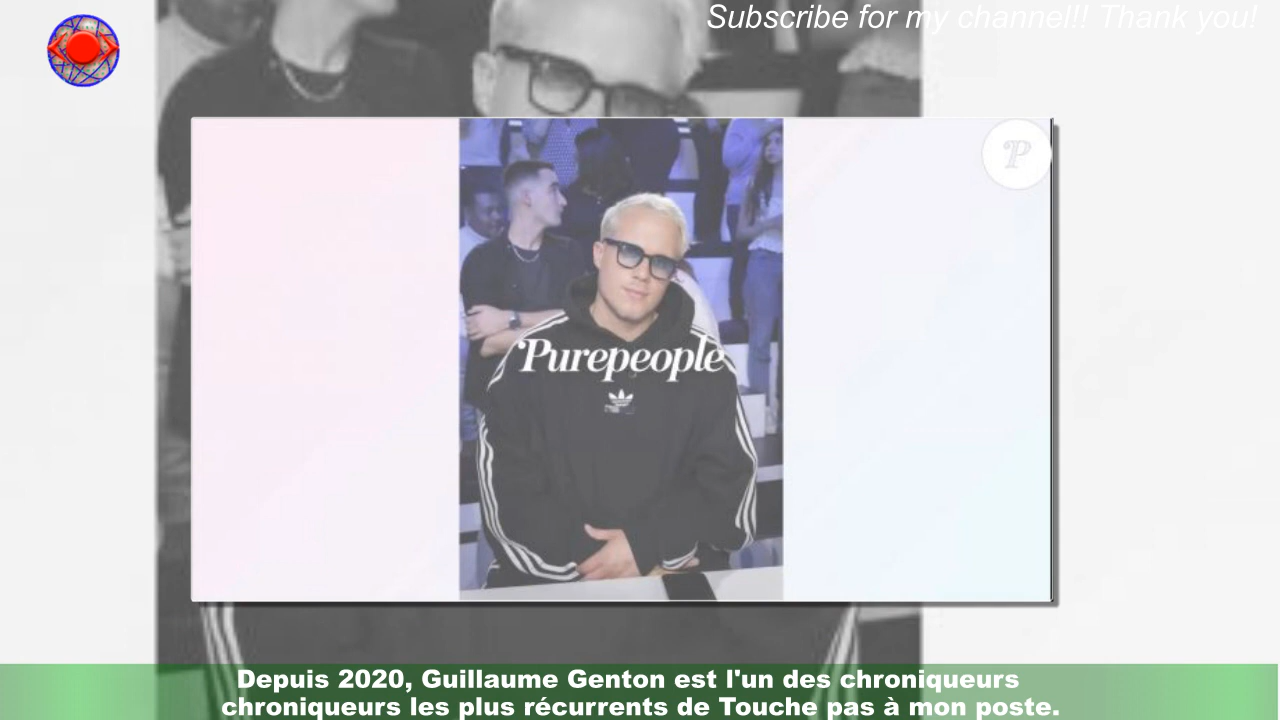 Subscribe for my channel!! Thank you!
P
Purepeople
Depuis 2020, Guillaume Genton est l'un des chroniqueurs
chroniqueurs les plus récurrents de Touche pas à mon poste.